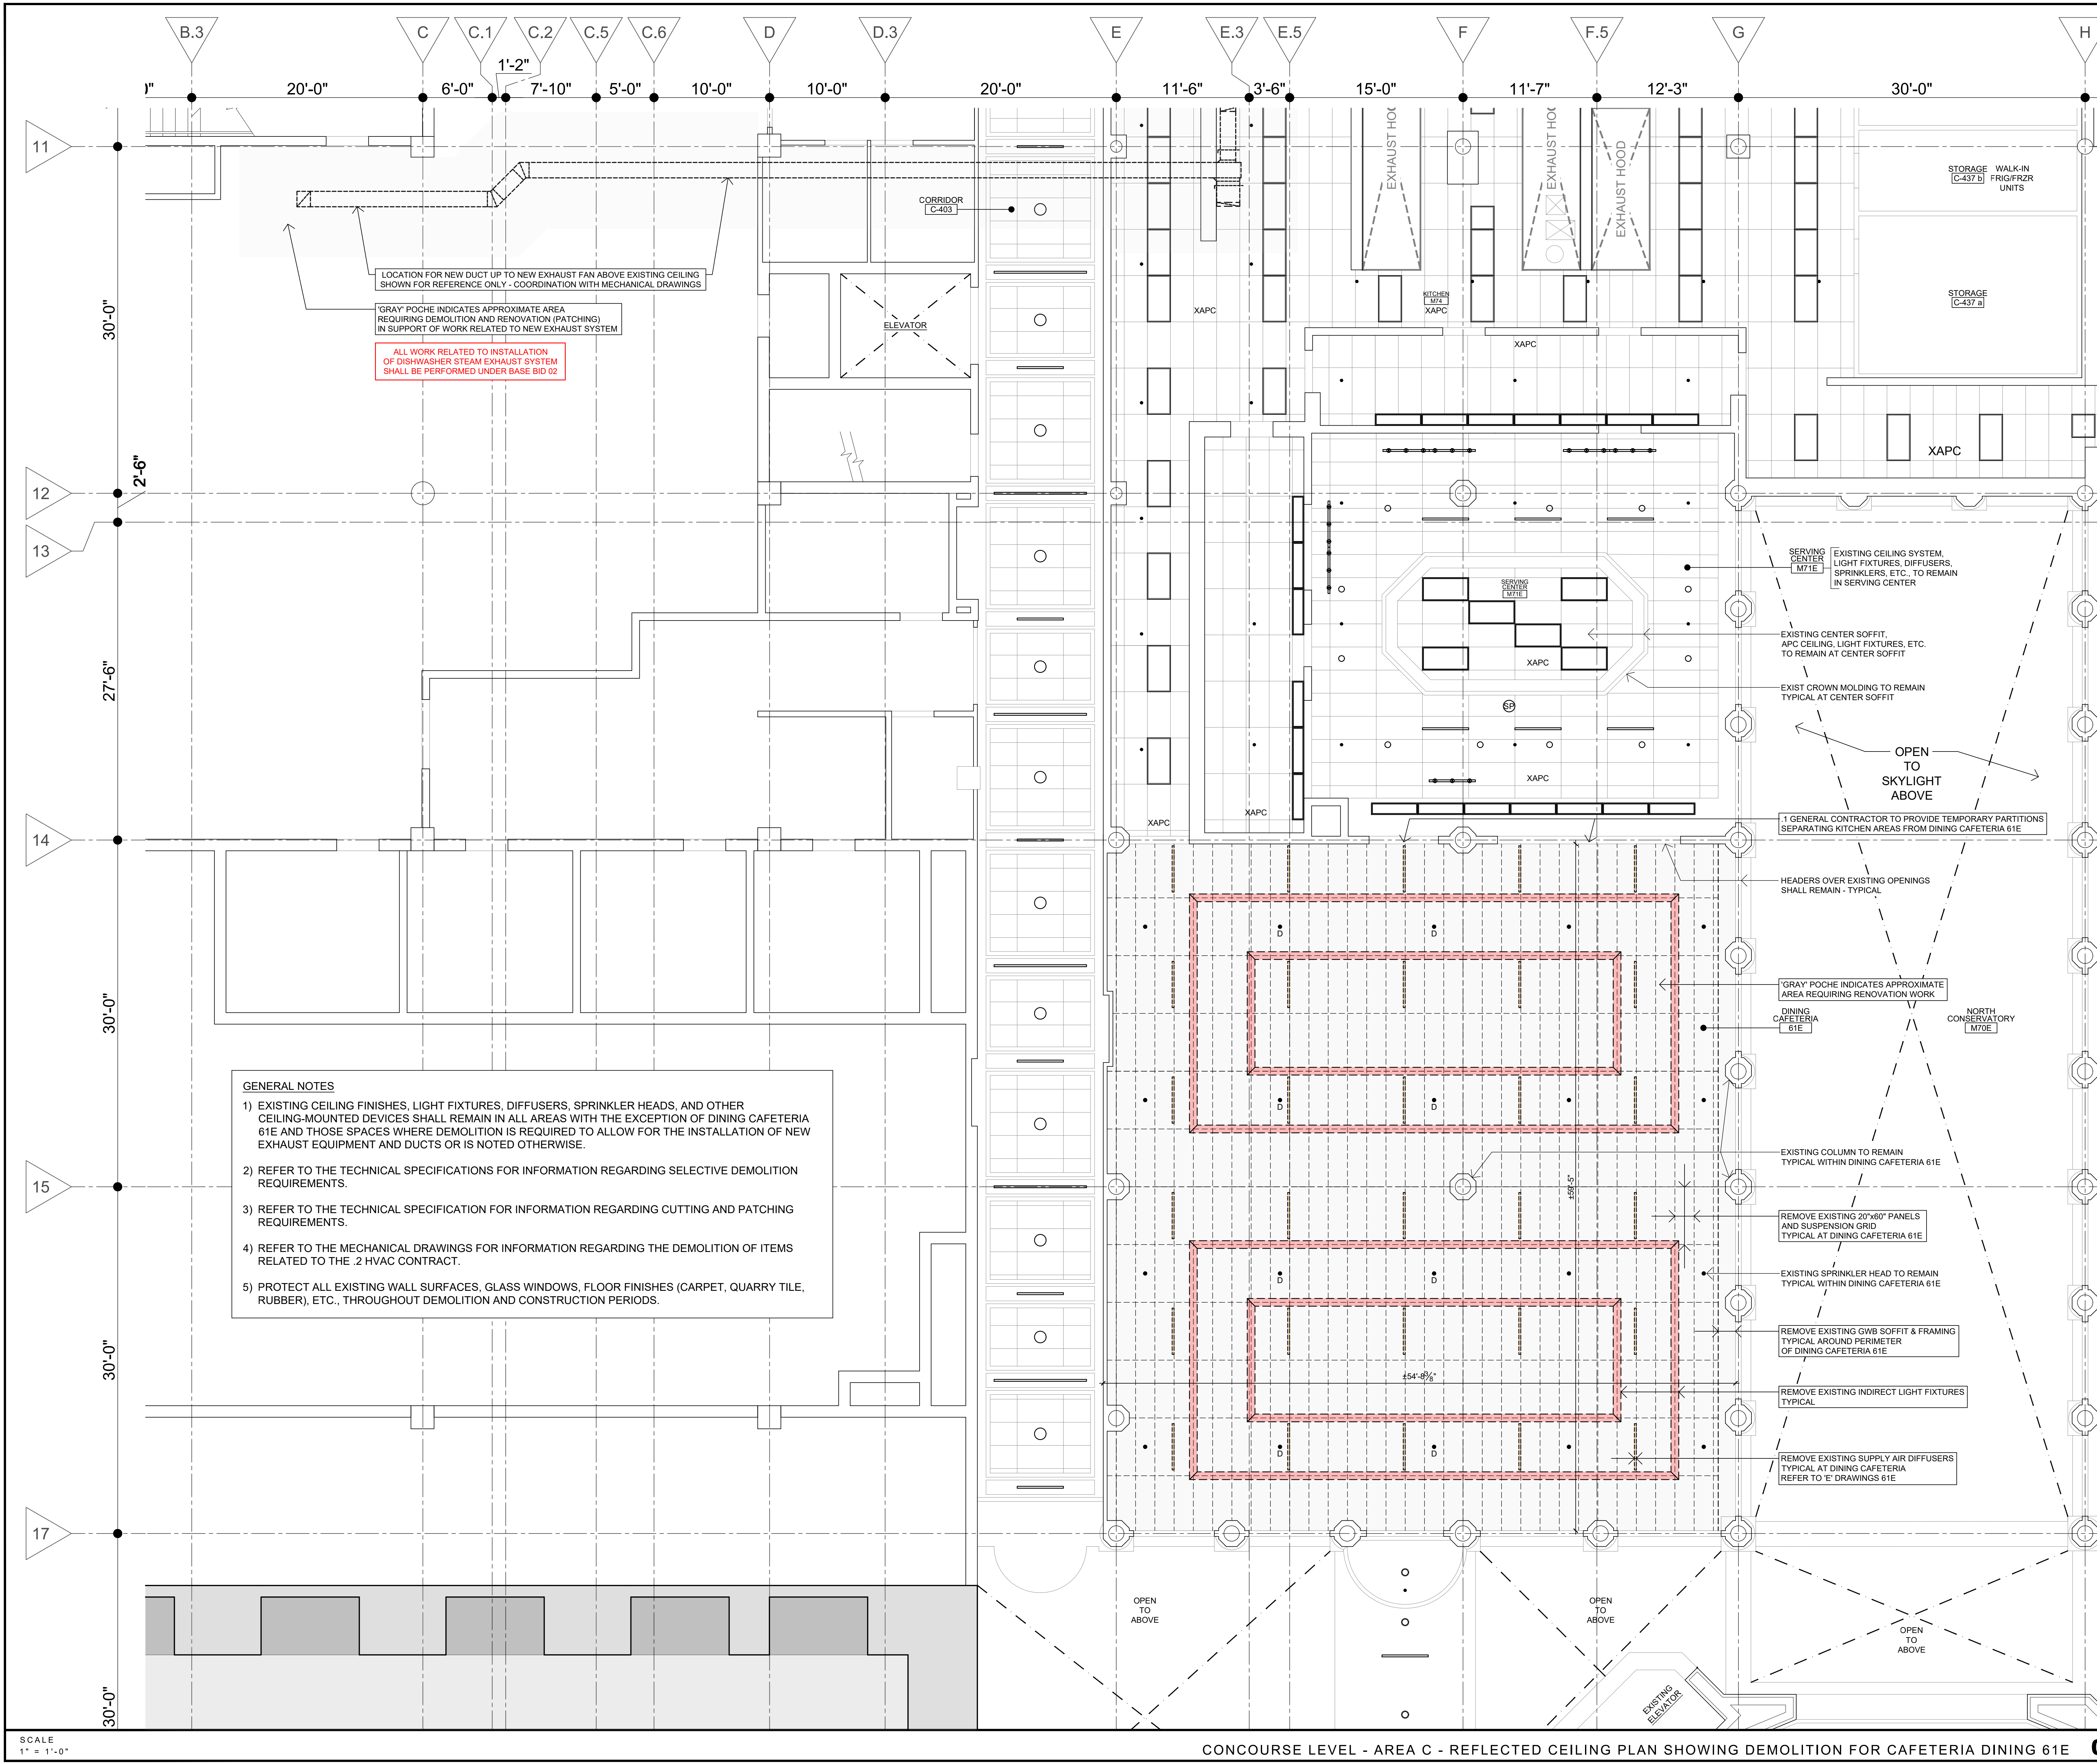 B.3
C
C.1
C.2
C.5
C.6
D
D.3
E
E.3
E.5
F
F.5
G
H
0"
20'-0"
6'-0"
1'-2"
7'-10"
5'-0"
10'-0"
10'-0"
20'-0"
11'-6"
3'-6"
15'-0"
11'-7"
12'-3"
30'-0"
11
12
13
14
15
17
30'-0"
2'-6"
27'-6"
30'-0"
30'-0"
30'-0"
EXHAUST HOO
EXHAUST HOO
EXHAUST HOOD
STORAGE
C-437 b
WALK-IN
FRIG/FRZR
UNITS
CORRIDOR
C-403
LOCATION FOR NEW DUCT UP TO NEW EXHAUST FAN ABOVE EXISTING CEILING
SHOWN FOR REFERENCE ONLY - COORDINATION WITH MECHANICAL DRAWINGS
'GRAY' POCHE INDICATES APPROXIMATE AREA
REQUIRING DEMOLITION AND RENOVATION (PATCHING)
IN SUPPORT OF WORK RELATED TO NEW EXHAUST SYSTEM
ALL WORK RELATED TO INSTALLATION
OF DISHWASHER STEAM EXHAUST SYSTEM
SHALL BE PERFORMED UNDER BASE BID 02
ELEVATOR
XAPC
KITCHEN
M74
XAPC
STORAGE
C-437 a
XAPC
XAPC
SERVING
CENTER
M71E
EXISTING CEILING SYSTEM,
LIGHT FIXTURES, DIFFUSERS,
SPRINKLERS, ETC., TO REMAIN
IN SERVING CENTER
SERVING
CENTER
M71E
EXISTING CENTER SOFFIT,
APC CEILING, LIGHT FIXTURES, ETC.
TO REMAIN AT CENTER SOFFIT
XAPC
EXIST CROWN MOLDING TO REMAIN
TYPICAL AT CENTER SOFFIT
SP
OPEN
TO
SKYLIGHT
ABOVE
XAPC
XAPC
XAPC
.1 GENERAL CONTRACTOR TO PROVIDE TEMPORARY PARTITIONS
SEPARATING KITCHEN AREAS FROM DINING CAFETERIA 61E
HEADERS OVER EXISTING OPENINGS
SHALL REMAIN - TYPICAL
D
D
'GRAY' POCHE INDICATES APPROXIMATE
AREA REQUIRING RENOVATION WORK
DINING
CAFETERIA
61E
NORTH
CONSERVATORY
M70E
D
D
EXISTING COLUMN TO REMAIN
TYPICAL WITHIN DINING CAFETERIA 61E
±59'-5"
REMOVE EXISTING 20"x60" PANELS
AND SUSPENSION GRID
TYPICAL AT DINING CAFETERIA 61E
D
D
EXISTING SPRINKLER HEAD TO REMAIN
TYPICAL WITHIN DINING CAFETERIA 61E
REMOVE EXISTING GWB SOFFIT & FRAMING
TYPICAL AROUND PERIMETER
OF DINING CAFETERIA 61E
±54'-8⅜"
REMOVE EXISTING INDIRECT LIGHT FIXTURES
TYPICAL
D
D
REMOVE EXISTING SUPPLY AIR DIFFUSERS
TYPICAL AT DINING CAFETERIA
REFER TO 'E' DRAWINGS 61E
GENERAL NOTES
1) EXISTING CEILING FINISHES, LIGHT FIXTURES, DIFFUSERS, SPRINKLER HEADS, AND OTHER
CEILING-MOUNTED DEVICES SHALL REMAIN IN ALL AREAS WITH THE EXCEPTION OF DINING CAFETERIA
61E AND THOSE SPACES WHERE DEMOLITION IS REQUIRED TO ALLOW FOR THE INSTALLATION OF NEW
EXHAUST EQUIPMENT AND DUCTS OR IS NOTED OTHERWISE.
2) REFER TO THE TECHNICAL SPECIFICATIONS FOR INFORMATION REGARDING SELECTIVE DEMOLITION
REQUIREMENTS.
3) REFER TO THE TECHNICAL SPECIFICATION FOR INFORMATION REGARDING CUTTING AND PATCHING
REQUIREMENTS.
4) REFER TO THE MECHANICAL DRAWINGS FOR INFORMATION REGARDING THE DEMOLITION OF ITEMS
RELATED TO THE .2 HVAC CONTRACT.
5) PROTECT ALL EXISTING WALL SURFACES, GLASS WINDOWS, FLOOR FINISHES (CARPET, QUARRY TILE,
RUBBER), ETC., THROUGHOUT DEMOLITION AND CONSTRUCTION PERIODS.
OPEN
TO
ABOVE
OPEN
TO
ABOVE
OPEN
TO
ABOVE
EXISTING
ELEVATOR
SCALE
1" = 1'-0"
CONCOURSE LEVEL - AREA C - REFLECTED CEILING PLAN SHOWING DEMOLITION FOR CAFETERIA DINING 61E